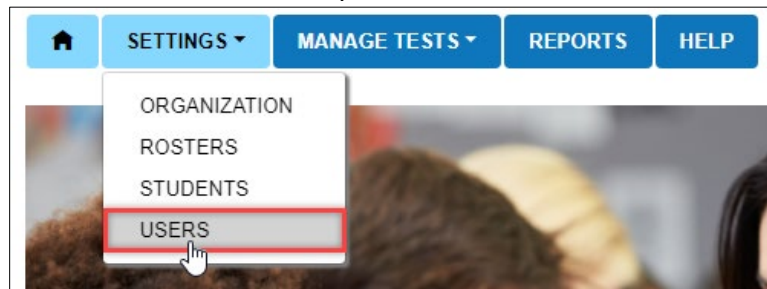 SETTINGS MANAGE TESTS REPORTS HELP
ORGANIZATION
ROSTERS
STUDENTS
USERS